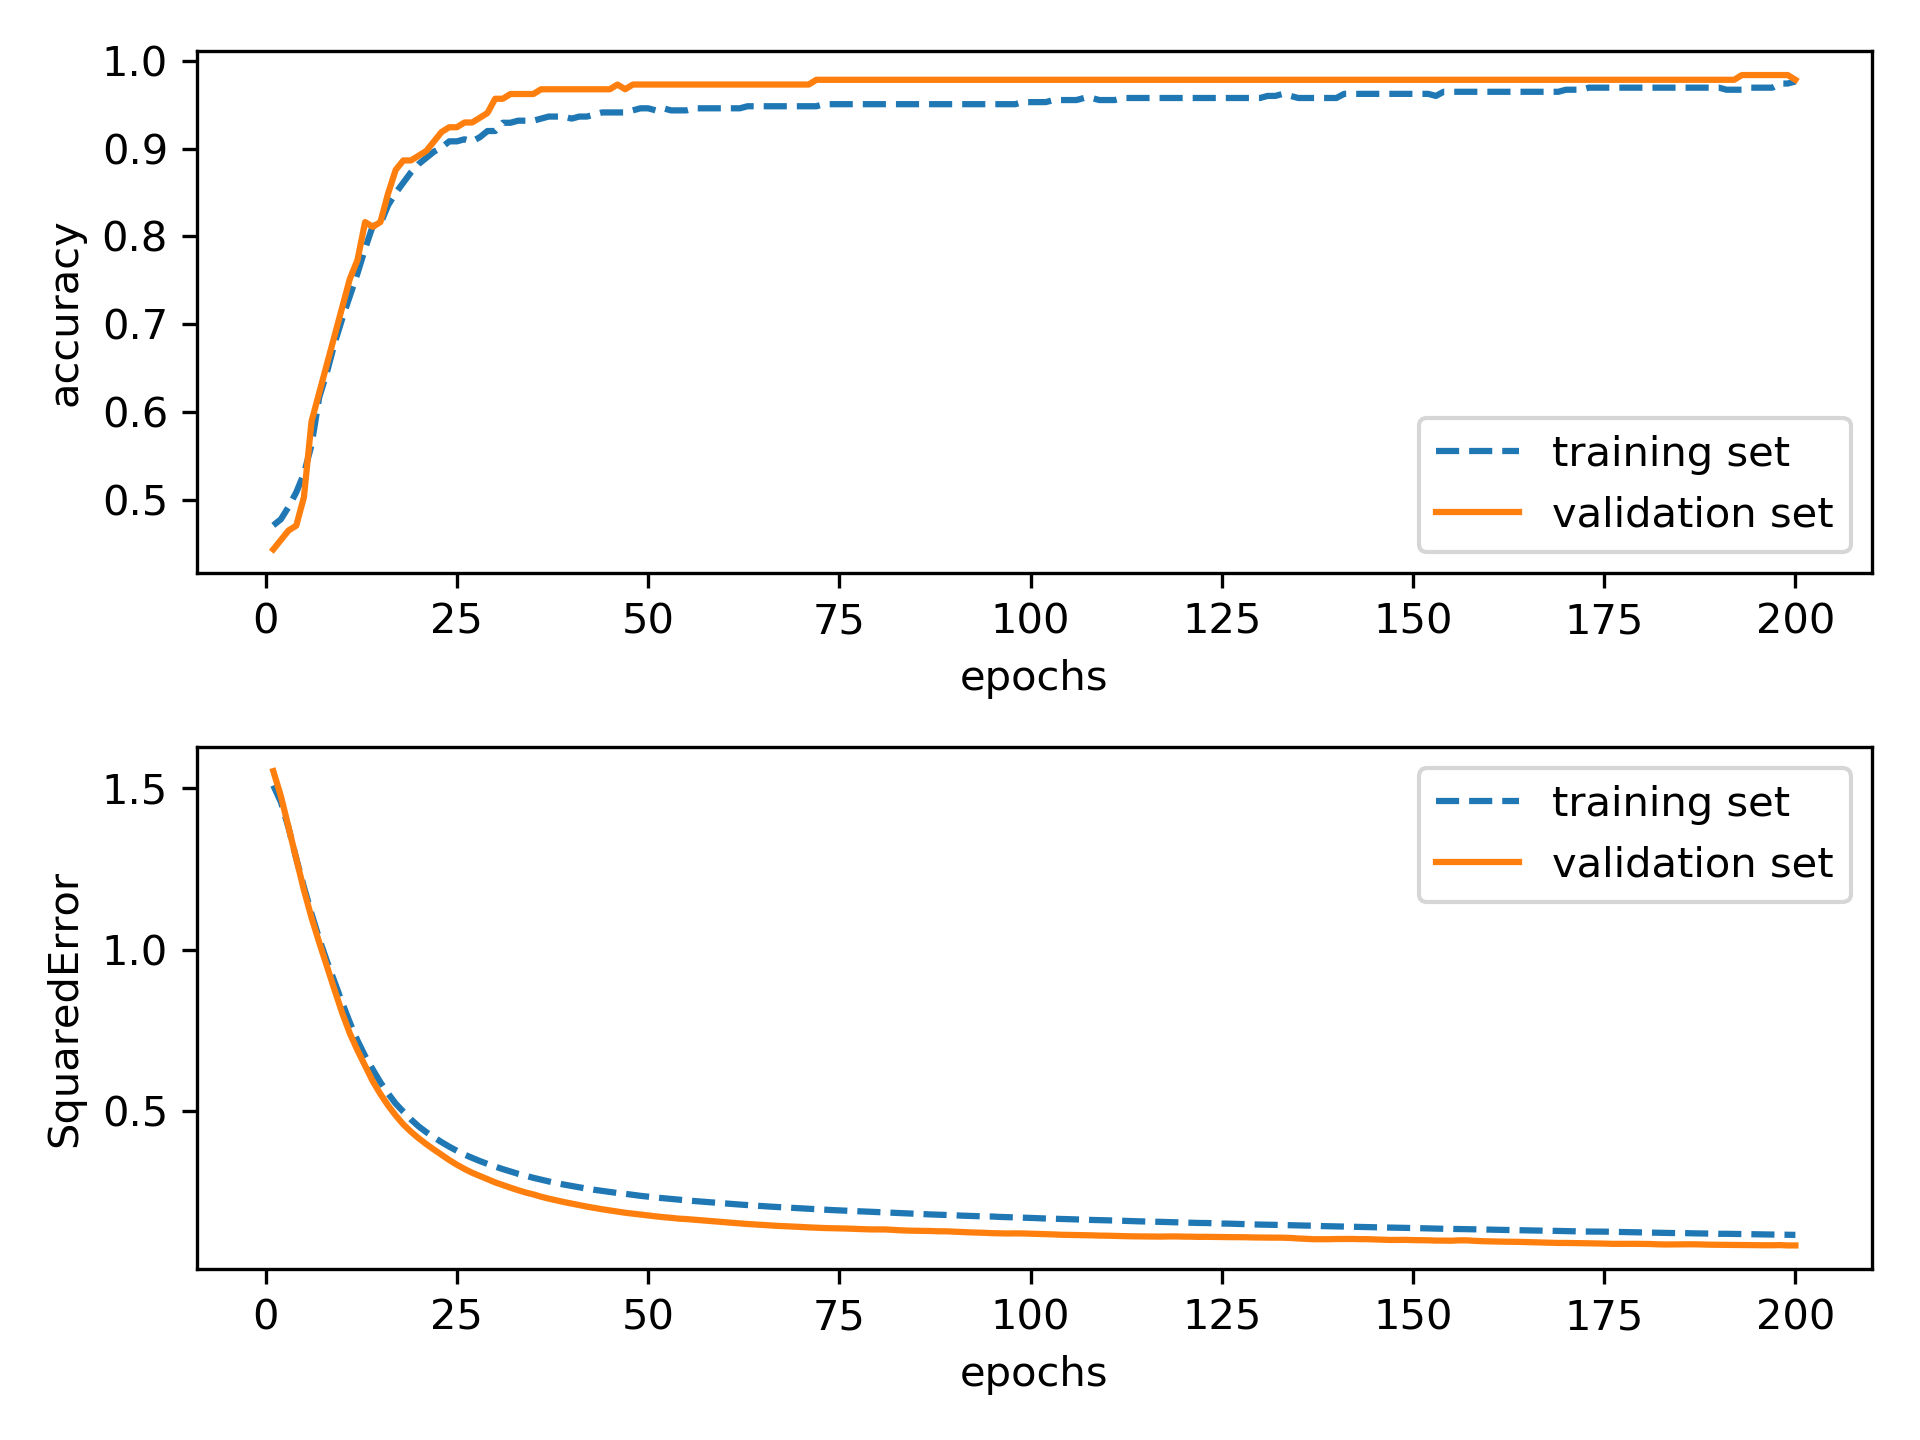 1.0
0.9
0.8
0.7
0.6
0.5
accuracy
training set
validation set
0 25 50 75 100 125 150 175 200
epochs
1.5
1.0
0.5
SquaredError
training set
validation set
0 25 50 75 100 125 150 175 200
epochs